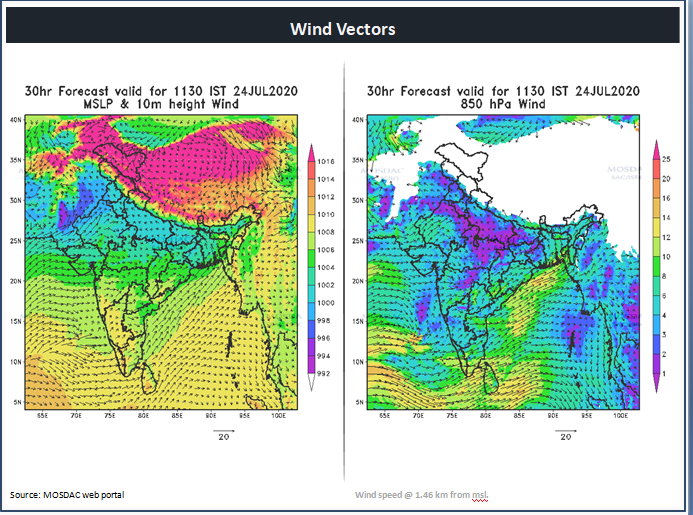 Wind Vectors
30hr Forecast valid for 1130 IST 24JUL2020
MSLP & 10m height Wind
40N
35N
30N
25N
20N
15N
10N
5N
65E 70E 75E 80E 85E 90E 95E 100E
1016
1014
1012
1010
1008
1006
1004
1002
1000
998
996
994
992
20
30hr Forecast valid for 1130 IST 24JUL2020
850 hPa Wind
40N
35N
30N
25N
20N
15N
10N
5N
65E 70E 75E 80E 85E 90E 95E 100E
MOSDAC
MOSD
25
20
16
14
12
10
8
6
4
3
2
1
20
Source: MOSDAC web portal
Wind speed @ 1.46 km from msl.